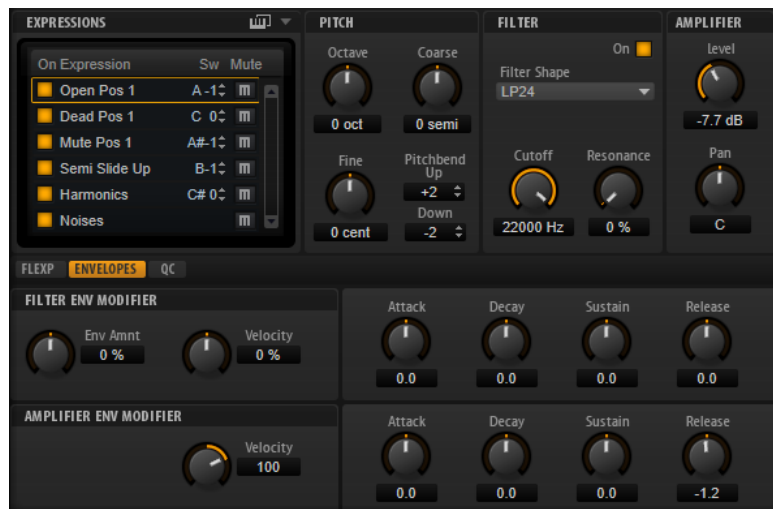 EXPRESSIONS
On Expression Sw Mute
Open Pos 1 A-1 m
Dead Pos 1 C 0 m
Mute Pos 1 A#-1 m
Semi Slide Up B-1 m
Harmonics C# 0 m
Noises m
PITCH
Octave Coarse
0 oct 0 semi
Fine Pitchbend
Up
+2
Down
0 cent -2
FILTER
On
Filter Shape
LP24
Cutoff Resonance
22000 Hz 0 %
AMPLIFIER
Level
-7.7 dB
Pan
C
FLEXP ENVELOPES QC
FILTER ENV MODIFIER
Env Amnt Velocity
0 % 0 %
Attack Decay Sustain Release
0.0 0.0 0.0 0.0
AMPLIFIER ENV MODIFIER
Velocity
100
Attack Decay Sustain Release
0.0 0.0 0.0 -1.2